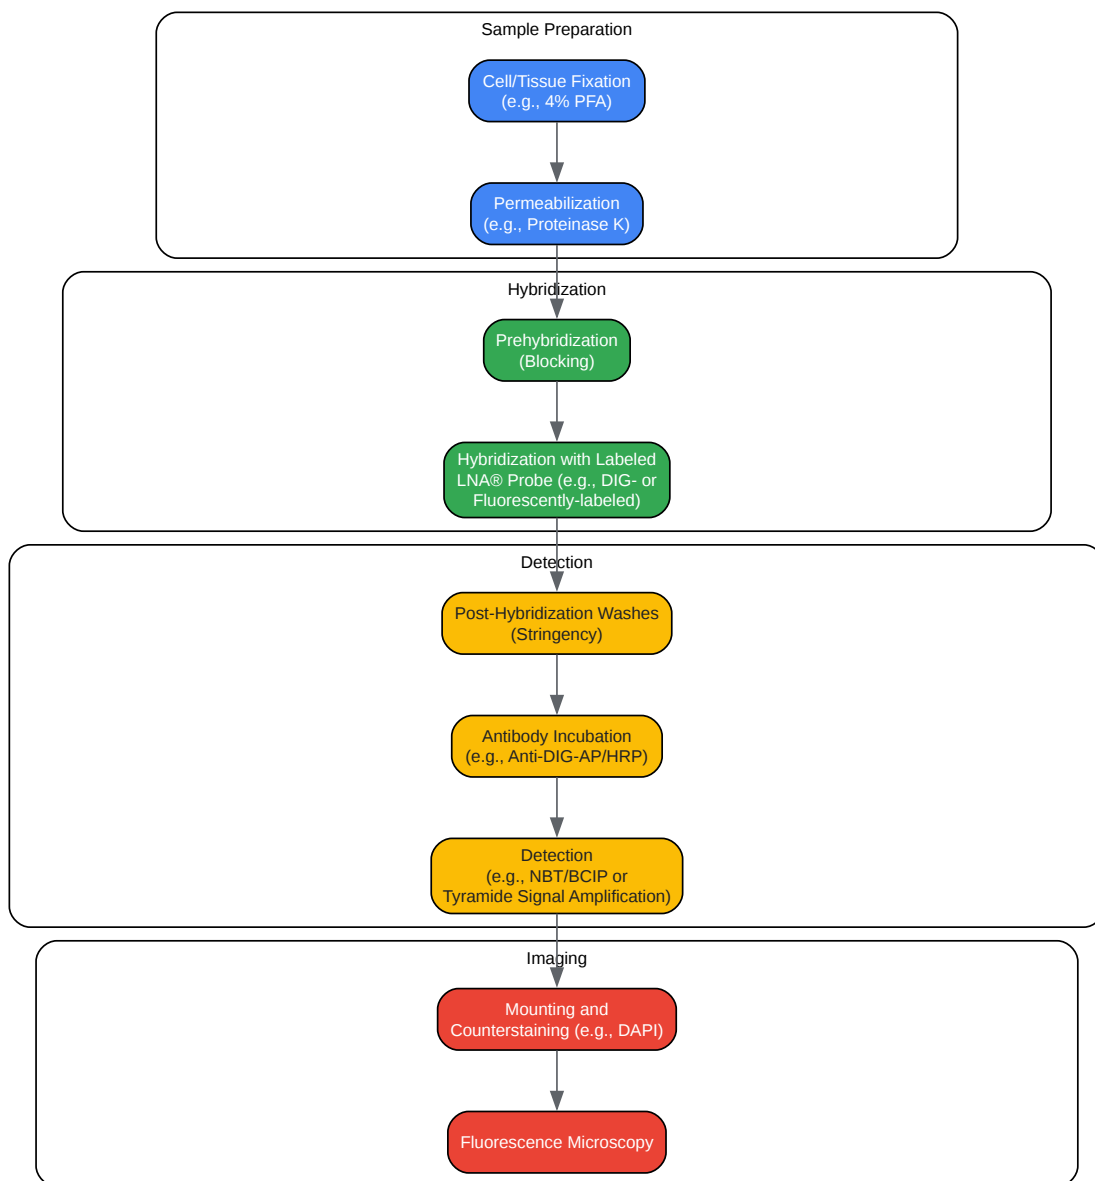 Sample Preparation
Cell/Tissue Fixation
(e.g., 4% PFA)
Permeabilization
(e.g., Proteinase K)
Hybridization
Prehybridization
(Blocking)
Hybridization with Labeled
LNA® Probe (e.g., DIG- or
Fluorescently-labeled)
Detection
Post-Hybridization Washes
(Stringency)
Antibody Incubation
(e.g., Anti-DIG-AP/HRP)
Detection
(e.g., NBT/BCIP or
Tyramide Signal Amplification)
Imaging
Mounting and
Counterstaining (e.g., DAPI)
Fluorescence Microscopy